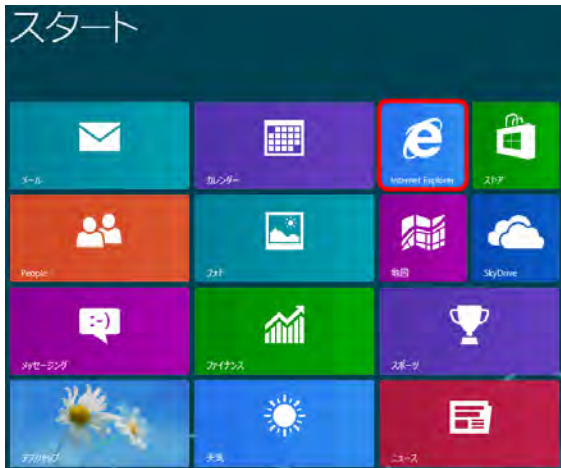 スタート
メール
カレンダー
Internet Explorer
ストア
People
フォト
地図
SkyDrive
メッセージング
ファイナンス
スポーツ
デスクトップ
天気
ニュース